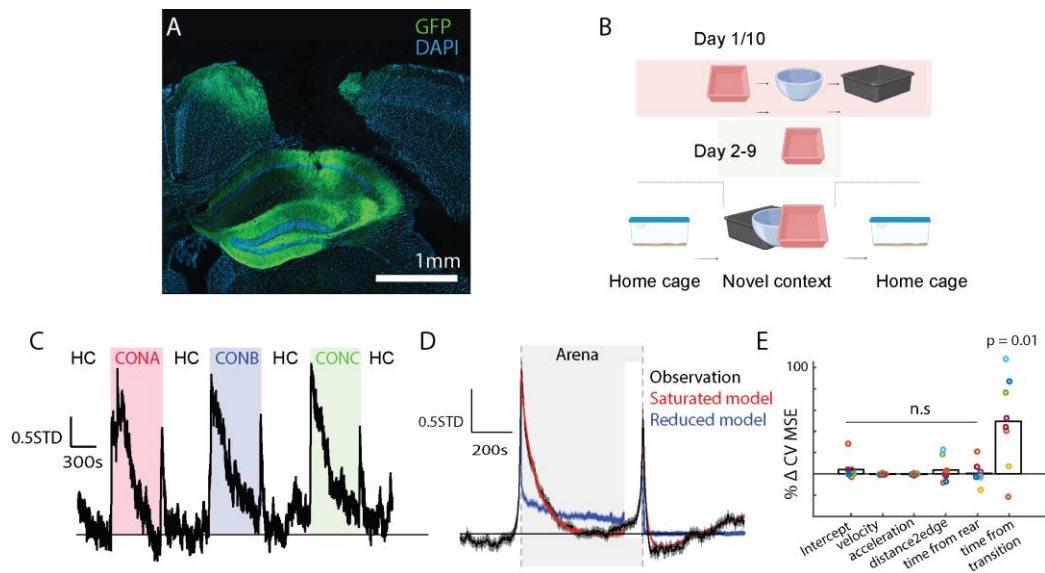 A
GFP
DAPI
1mm
B
Day 1/10
Day 2-9
Home cage
Novel context
Home cage
C
HC
CONA
HC
CONB
HC
CONC
HC
0.5STD
300s
D
Arena
0.5STD
200s
Observation
Saturated model
Reduced model
E
p = 0.01
100
n.s
% Δ CV MSE
Intercept
velocity
acceleration
distance2edge
time from rear
time from
transition